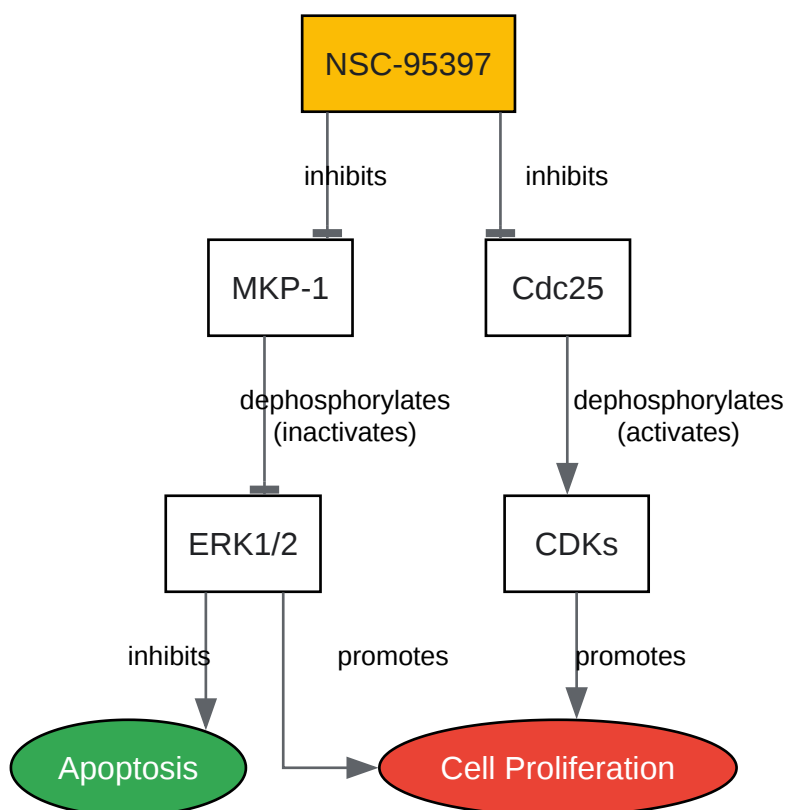 NSC-95397
inhibits
inhibits
MKP-1
Cdc25
dephosphorylates
(inactivates)
dephosphorylates
(activates)
ERK1/2
CDKs
inhibits
promotes
promotes
Apoptosis
Cell Proliferation